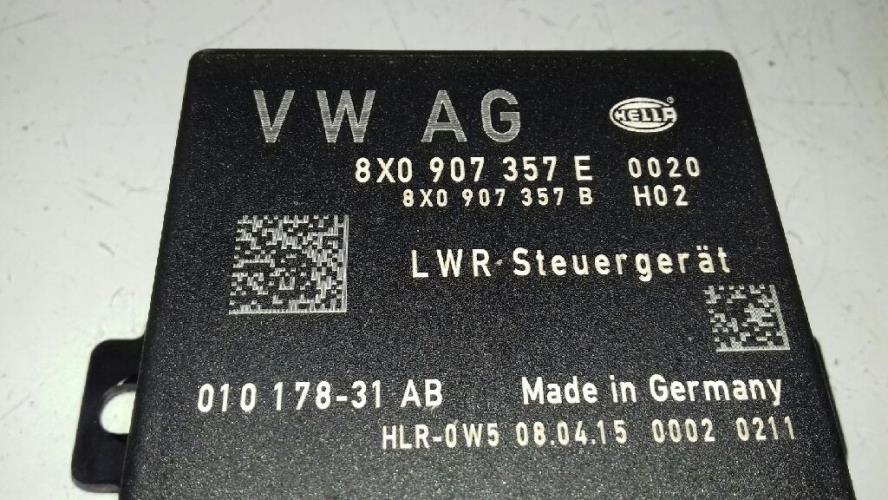 VW AG HELLA
8X0 907 357 E 0020
8X0 907 357 B H02
LWR-Steuergerät
010 178-31 AB Made in Germany
HLR-0W5 08.04.15 0002 0211